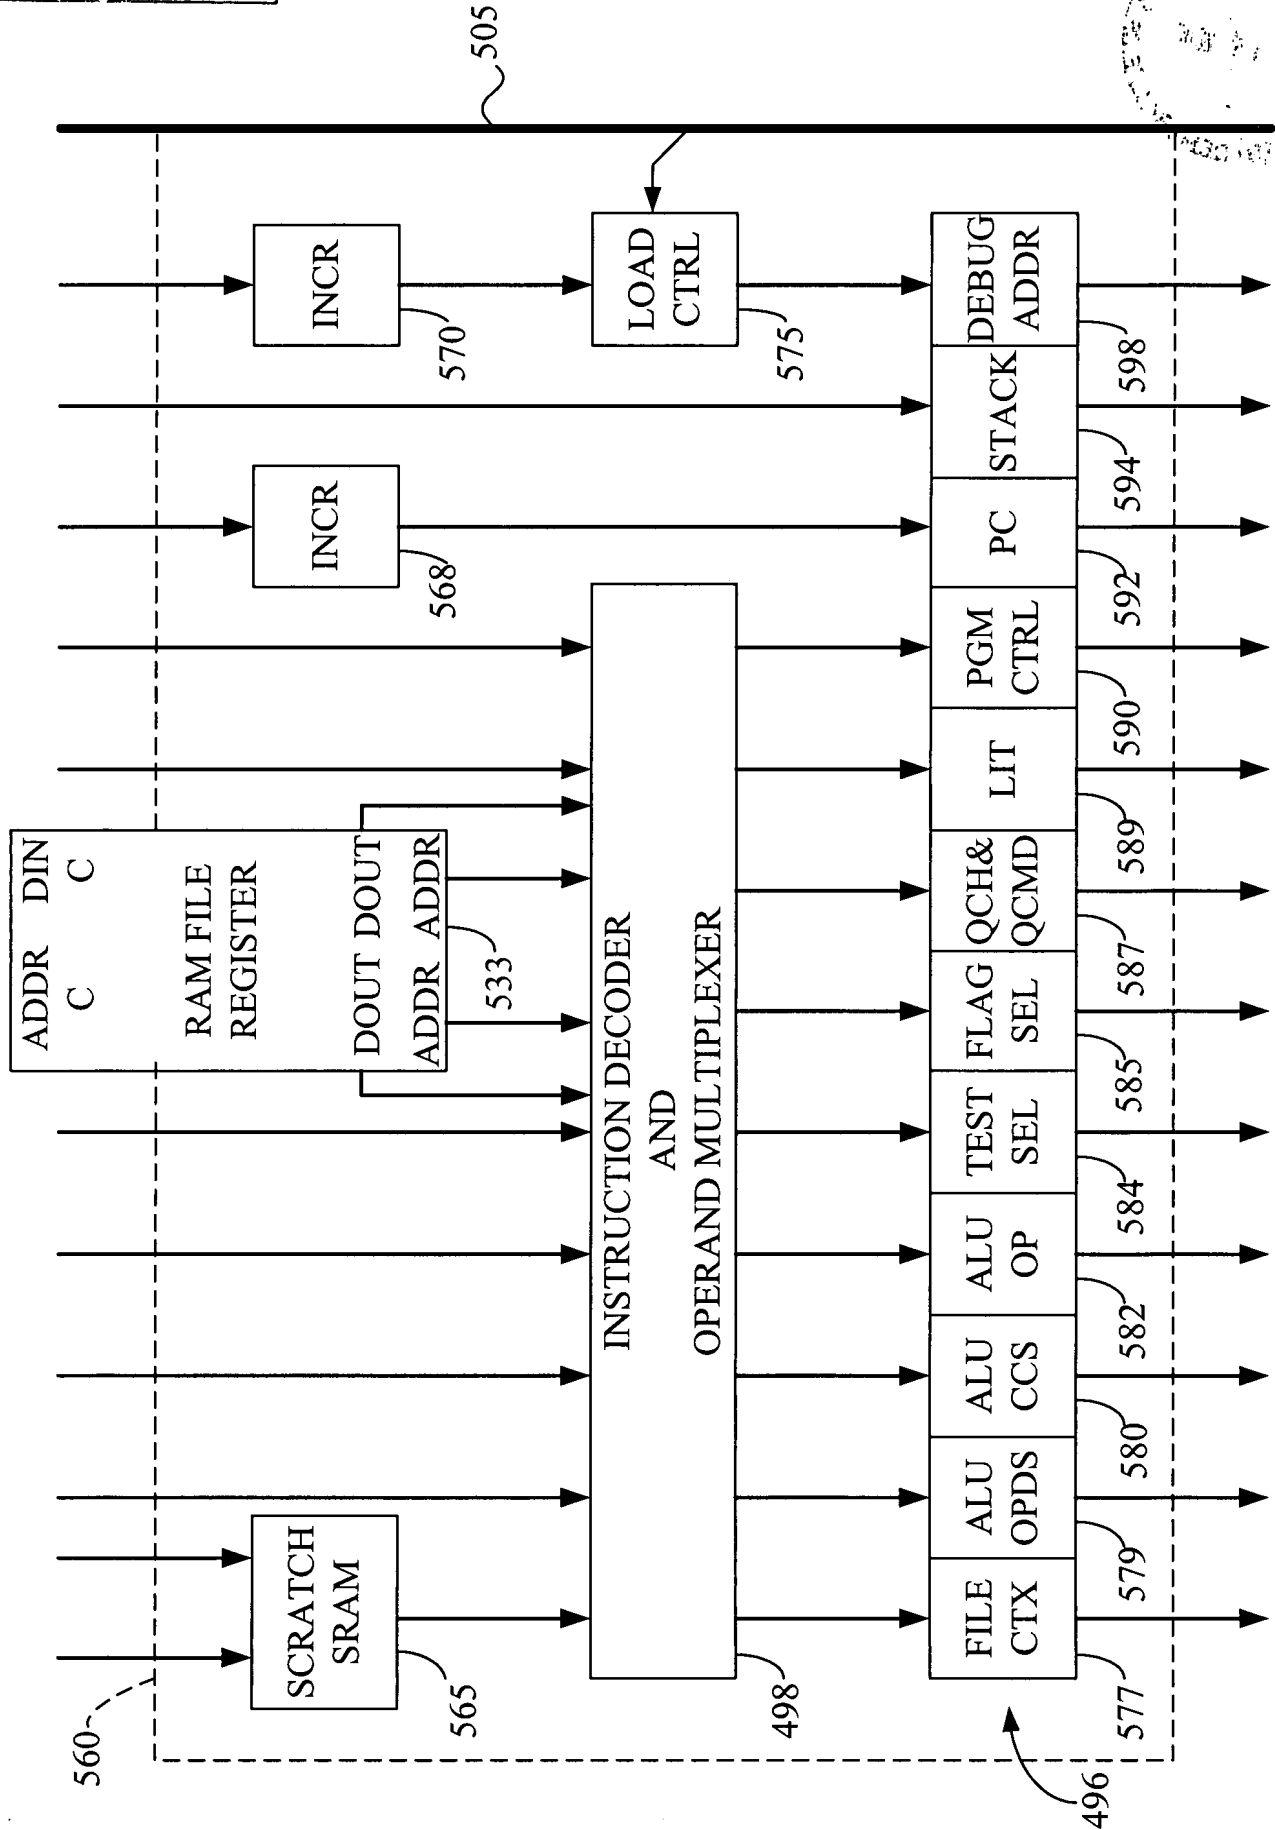 560
ADDR DIN
C C
RAM FILE
REGISTER
DOUT DOUT
ADDR ADDR
533
SCRATCH
SRAM
565
INCR
568
INCR
570
INSTRUCTION DECODER
AND
OPERAND MULTIPLEXER
498
LOAD
CTRL
575
505
FILE
CTX
577
ALU
OPDS
579
ALU
CCS
580
ALU
OP
582
TEST
SEL
584
FLAG
SEL
585
QCH&
QCMD
587
LIT
589
PGM
CTRL
590
PC
592
STACK
594
DEBUG
ADDR
598
496